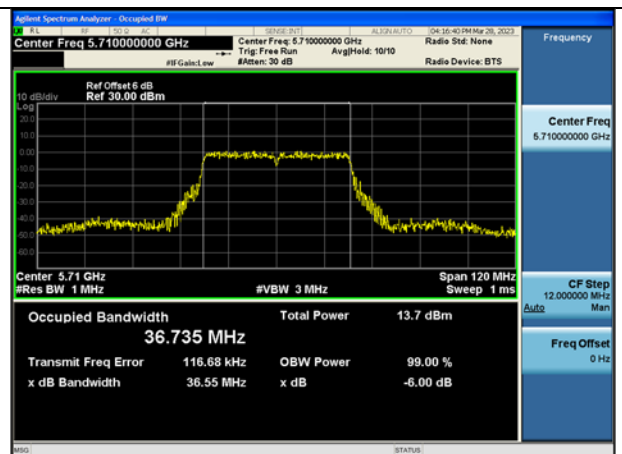 Agilent Spectrum Analyzer - Occupied BW
RL RF 50 Ω AC SENSE:INT ALIGN AUTO 04:16:40 PM Mar 28, 2023
Center Freq 5.710000000 GHz
Center Freq: 5.710000000 GHz
Radio Std: None
Trig: Free Run Avg|Hold: 10/10
#IFGain:Low #Atten: 30 dB Radio Device: BTS
Frequency
Ref Offset 6 dB
10 dB/div Ref 30.00 dBm
Log
20.0
10.0
0.00
-10.0
-20.0
-30.0
-40.0
-50.0
-60.0
Center 5.71 GHz Span 120 MHz
#Res BW 1 MHz #VBW 3 MHz Sweep 1 ms
Occupied Bandwidth Total Power 13.7 dBm
36.735 MHz
Transmit Freq Error 116.68 kHz OBW Power 99.00 %
x dB Bandwidth 36.55 MHz x dB -6.00 dB
Center Freq
5.710000000 GHz
CF Step
12.000000 MHz
Auto Man
Freq Offset
0 Hz
MSG STATUS